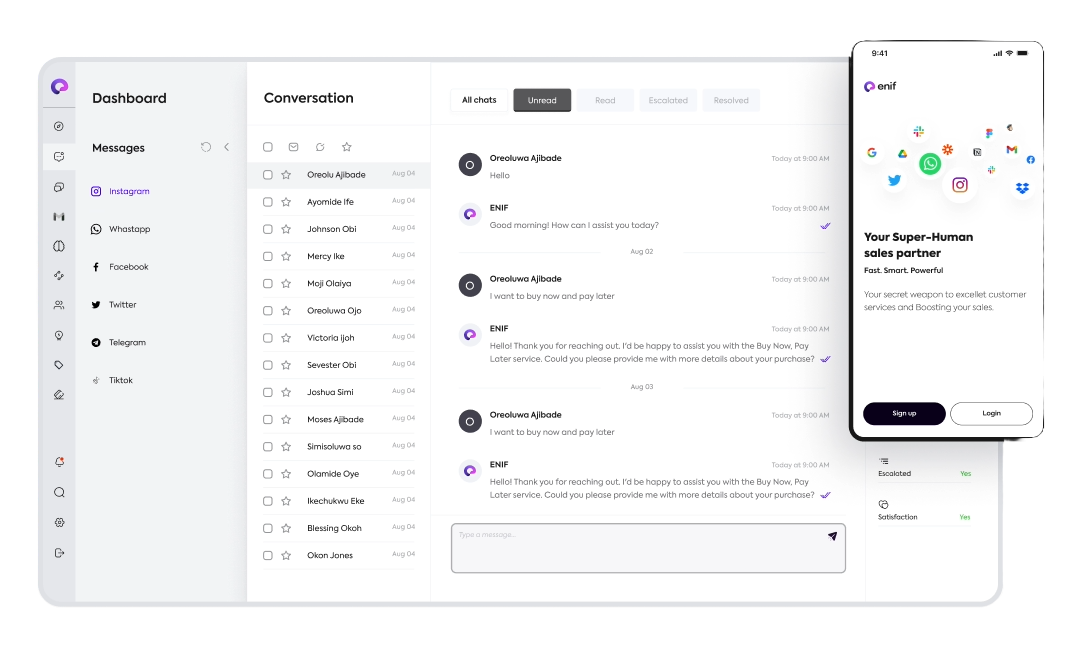 Dashboard
Messages
Instagram
Whastapp
Facebook
Twitter
Telegram
Tiktok
Conversation
Oreolu Ajibade Aug 04
Ayomide Ife Aug 04
Johnson Obi Aug 04
Mercy Ike Aug 04
Moji Olaiya Aug 04
Oreoluwa Ojo Aug 04
Victoria ijoh Aug 04
Sevester Obi Aug 04
Joshua Simi Aug 04
Moses Ajibade Aug 04
Simisoluwa so Aug 04
Olamide Oye Aug 04
Ikechukwu Eke Aug 04
Blessing Okoh Aug 04
Okon Jones Aug 04
All chats Unread Read Escalated Resolved
O
Oreoluwa Ajibade Today at 9:00 AM
Hello
ENIF Today at 9:00 AM
Good morning! How can I assist you today?
Aug 02
O
Oreoluwa Ajibade Today at 9:00 AM
I want to buy now and pay later
ENIF Today at 9:00 AM
Hello! Thank you for reaching out. I'd be happy to assist you with the Buy Now, Pay
Later service. Could you please provide me with more details about your purchase?
Aug 03
O
Oreoluwa Ajibade Today at 9:00 AM
I want to buy now and pay later
ENIF Today at 9:00 AM
Hello! Thank you for reaching out. I'd be happy to assist you with the Buy Now, Pay
Later service. Could you please provide me with more details about your purchase?
Type a message...
9:41
enif
Your Super-Human
sales partner
Fast. Smart. Powerful
Your secret weapon to excellet customer
services and Boosting your sales.
Sign up Login
Escalated Yes
Satisfaction Yes